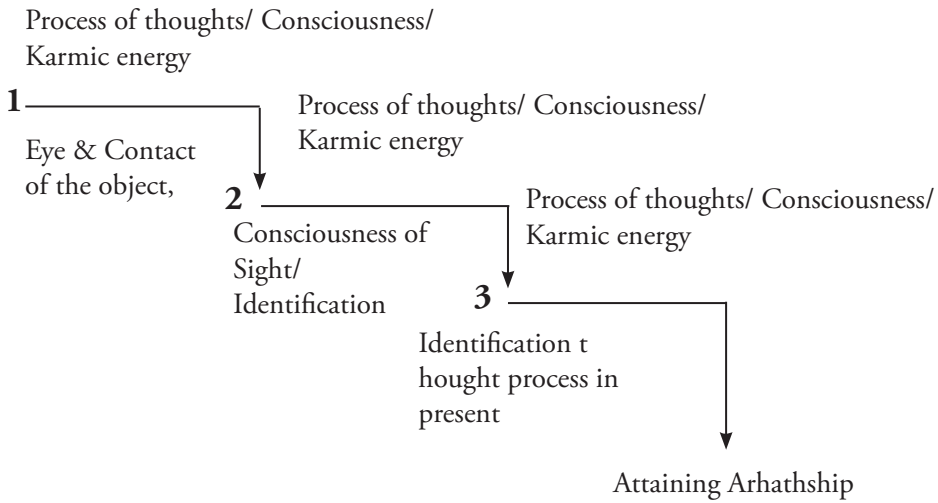 Process of thoughts/ Consciousness/
Karmic energy
1
Eye & Contact
of the object,
Process of thoughts/ Consciousness/
Karmic energy
2
Consciousness of
Sight/
Identification
Process of thoughts/ Consciousness/
Karmic energy
3
Identification t
hought process in
present
Attaining Arhathship